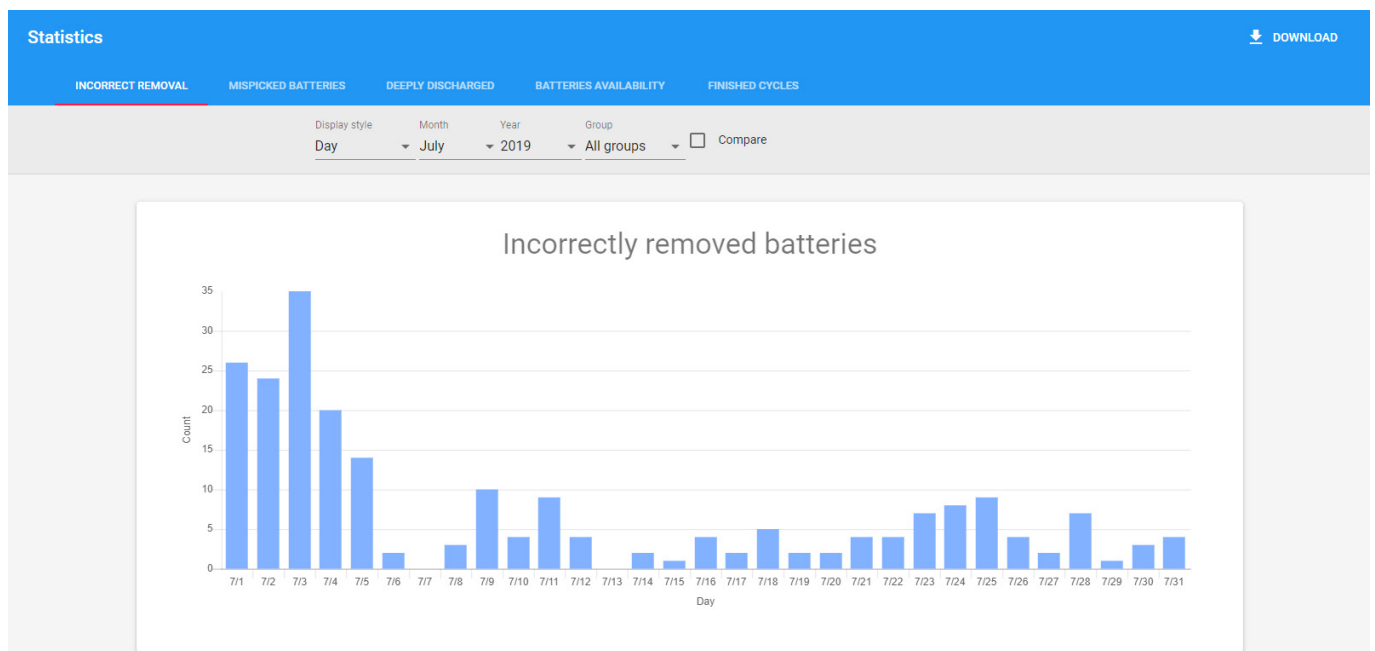 Statistics
DOWNLOAD
INCORRECT REMOVAL MISPICKED BATTERIES DEEPLY DISCHARGED BATTERIES AVAILABILITY FINISHED CYCLES
Display style Month Year Group
Day July 2019 All groups Compare
Incorrectly removed batteries
35
30
25
20
15
10
5
0
Count
7/1 7/2 7/3 7/4 7/5 7/6 7/7 7/8 7/9 7/10 7/11 7/12 7/13 7/14 7/15 7/16 7/17 7/18 7/19 7/20 7/21 7/22 7/23 7/24 7/25 7/26 7/27 7/28 7/29 7/30 7/31
Day